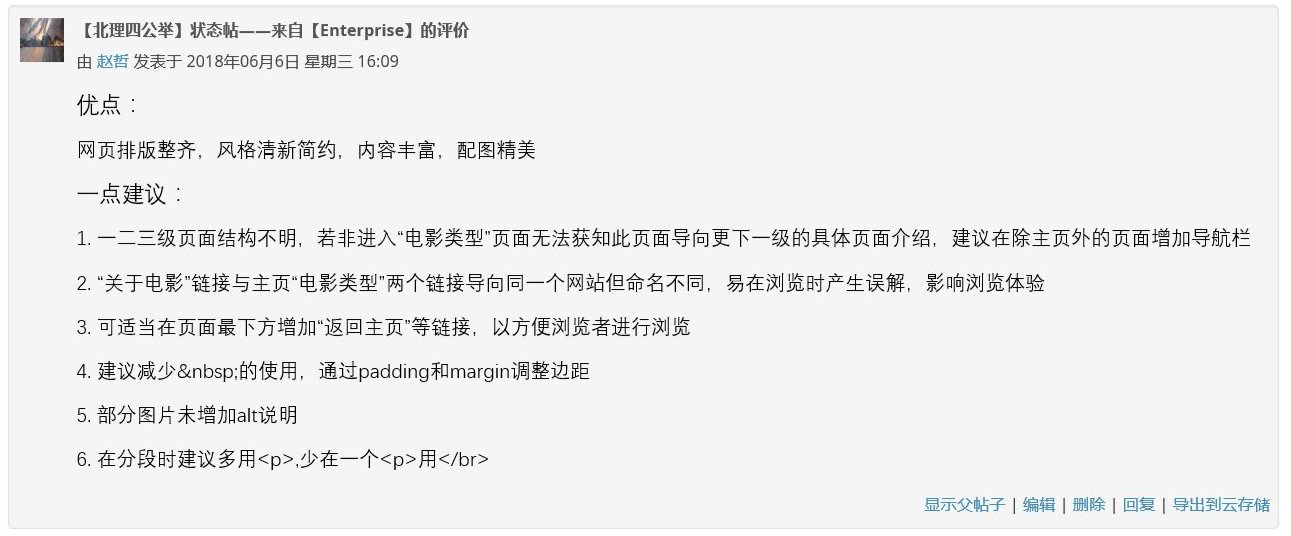 【北理四公举】状态帖——来自【Enterprise】的评价
由 赵哲 发表于 2018年06月6日 星期三 16:09
优点：
网页排版整齐，风格清新简约，内容丰富，配图精美
一点建议：
1. 一二三级页面结构不明，若非进入“电影类型”页面无法获知此页面导向更下一级的具体页面介绍，建议在除主页外的页面增加导航栏
2. “关于电影”链接与主页“电影类型”两个链接导向同一个网站但命名不同，易在浏览时产生误解，影响浏览体验
3. 可适当在页面最下方增加“返回主页”等链接，以方便浏览者进行浏览
4. 建议减少&nbsp;的使用，通过padding和margin调整边距
5. 部分图片未增加alt说明
6. 在分段时建议多用<p>,少在一个<p>用</br>
显示父帖子 | 编辑 | 删除 | 回复 | 导出到云存储